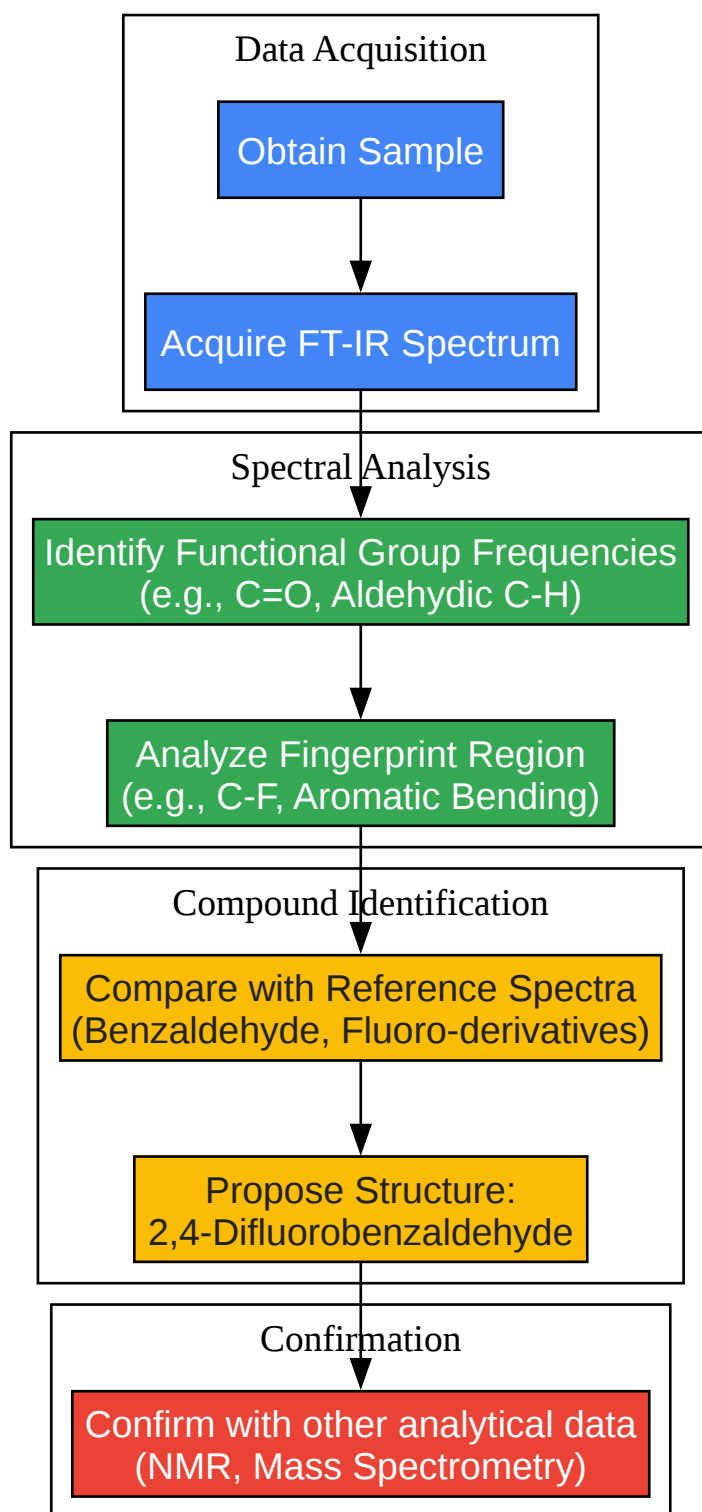 Data Acquisition
Obtain Sample
Acquire FT-IR Spectrum
Spectral Analysis
Identify Functional Group Frequencies
(e.g., C=O, Aldehydic C-H)
Analyze Fingerprint Region
(e.g., C-F, Aromatic Bending)
Compound Identification
Compare with Reference Spectra
(Benzaldehyde, Fluoro-derivatives)
Propose Structure:
2,4-Difluorobenzaldehyde
Confirmation
Confirm with other analytical data
(NMR, Mass Spectrometry)